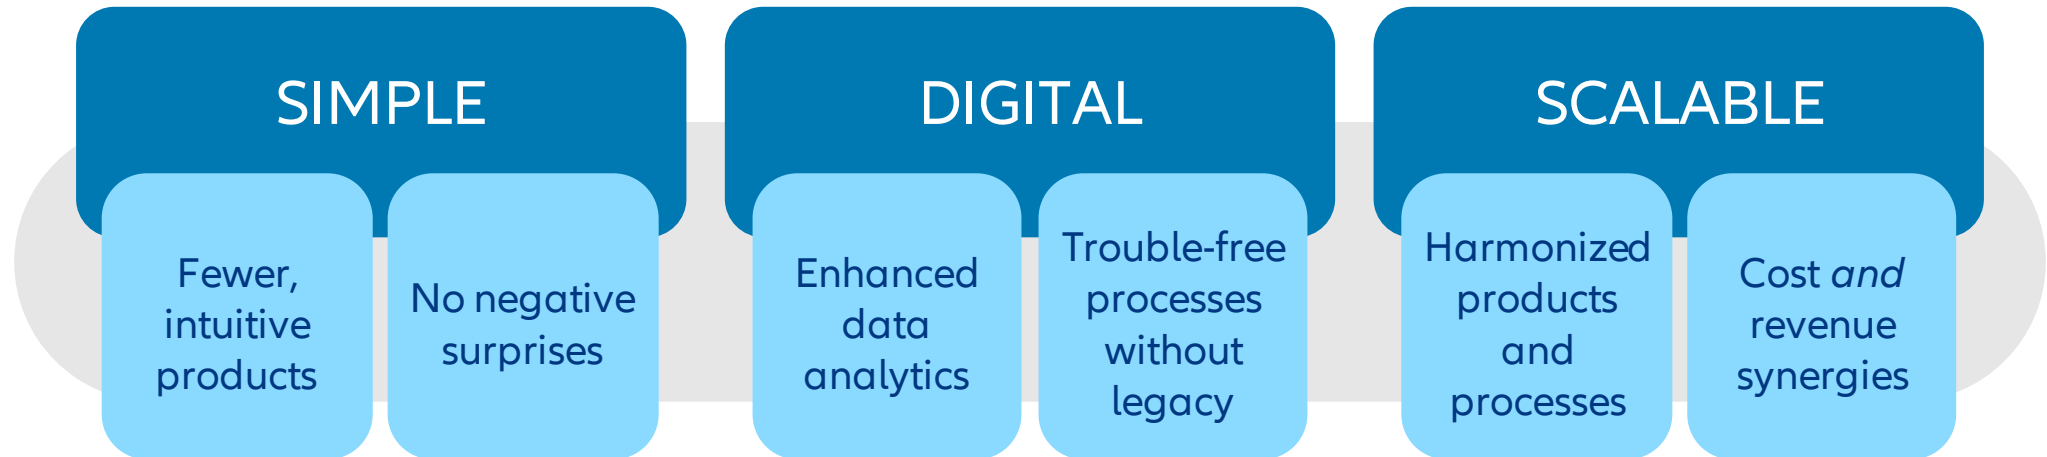 SIMPLE
Fewer,
intuitive
products
No negative
surprises
DIGITAL
Enhanced
data
analytics
Trouble-free
processes
without
legacy
SCALABLE
Harmonized
products
and
processes
Cost and
revenue
synergies